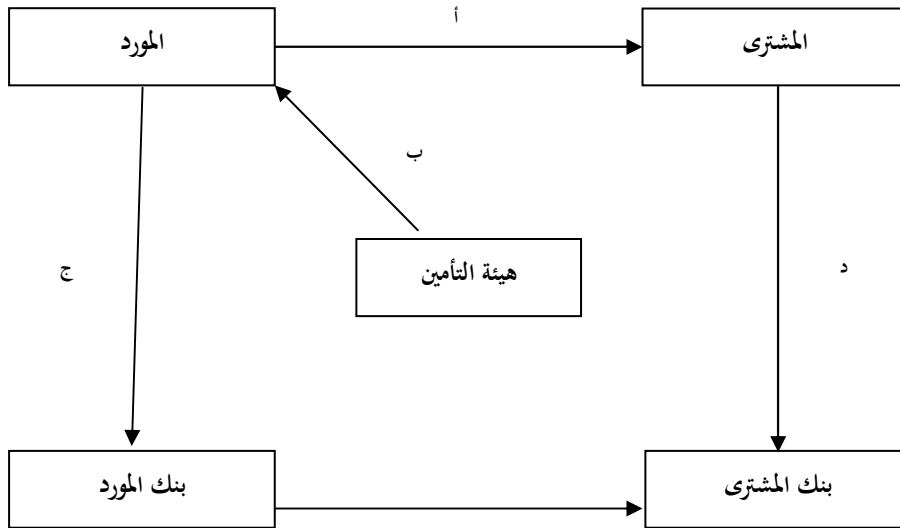 أ
المورد
المشترى
ب
هيئة التأمين
ج
د
بنك المورد
بنك المشترى